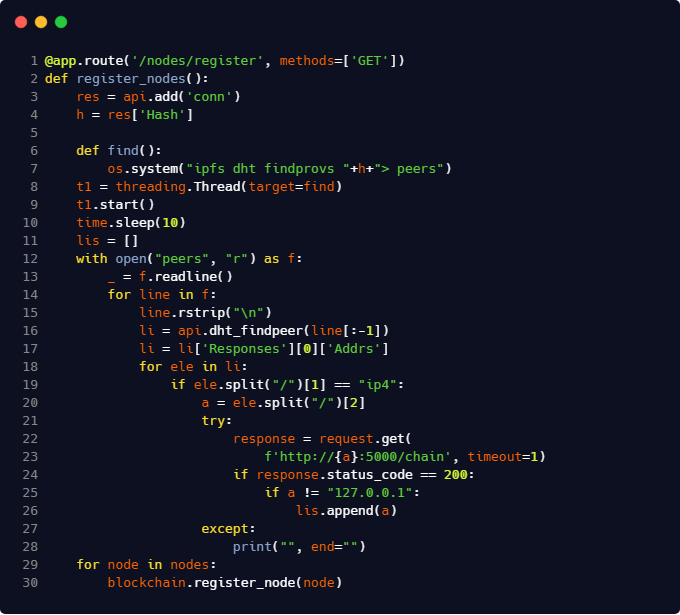 1 @app.route('/nodes/register', methods=['GET'])
2 def register_nodes():
3     res = api.add('conn')
4     h = res['Hash']
5
6     def find():
7         os.system("ipfs dht findprovs "+h+"> peers")
8     t1 = threading.Thread(target=find)
9     t1.start()
10     time.sleep(10)
11     lis = []
12     with open("peers", "r") as f:
13         _ = f.readline()
14         for line in f:
15             line.rstrip("\n")
16             li = api.dht_findpeer(line[:-1])
17             li = li['Responses'][0]['Addrs']
18             for ele in li:
19                 if ele.split("/")[1] == "ip4":
20                     a = ele.split("/")[2]
21                     try:
22                         response = request.get(
23                             f'http://{a}:5000/chain', timeout=1)
24                         if response.status_code == 200:
25                             if a != "127.0.0.1":
26                                 lis.append(a)
27                     except:
28                         print("", end="")
29     for node in nodes:
30         blockchain.register_node(node)